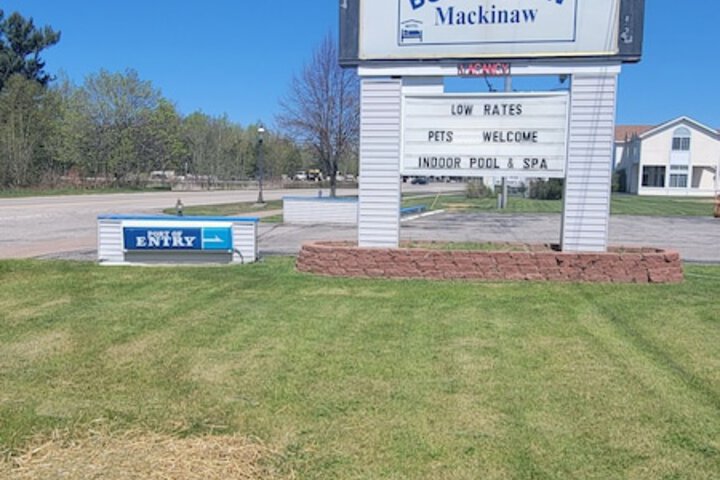 Mackinaw
VACANCY
LOW RATES
PETS WELCOME
INDOOR POOL & SPA
PORT OF
ENTRY